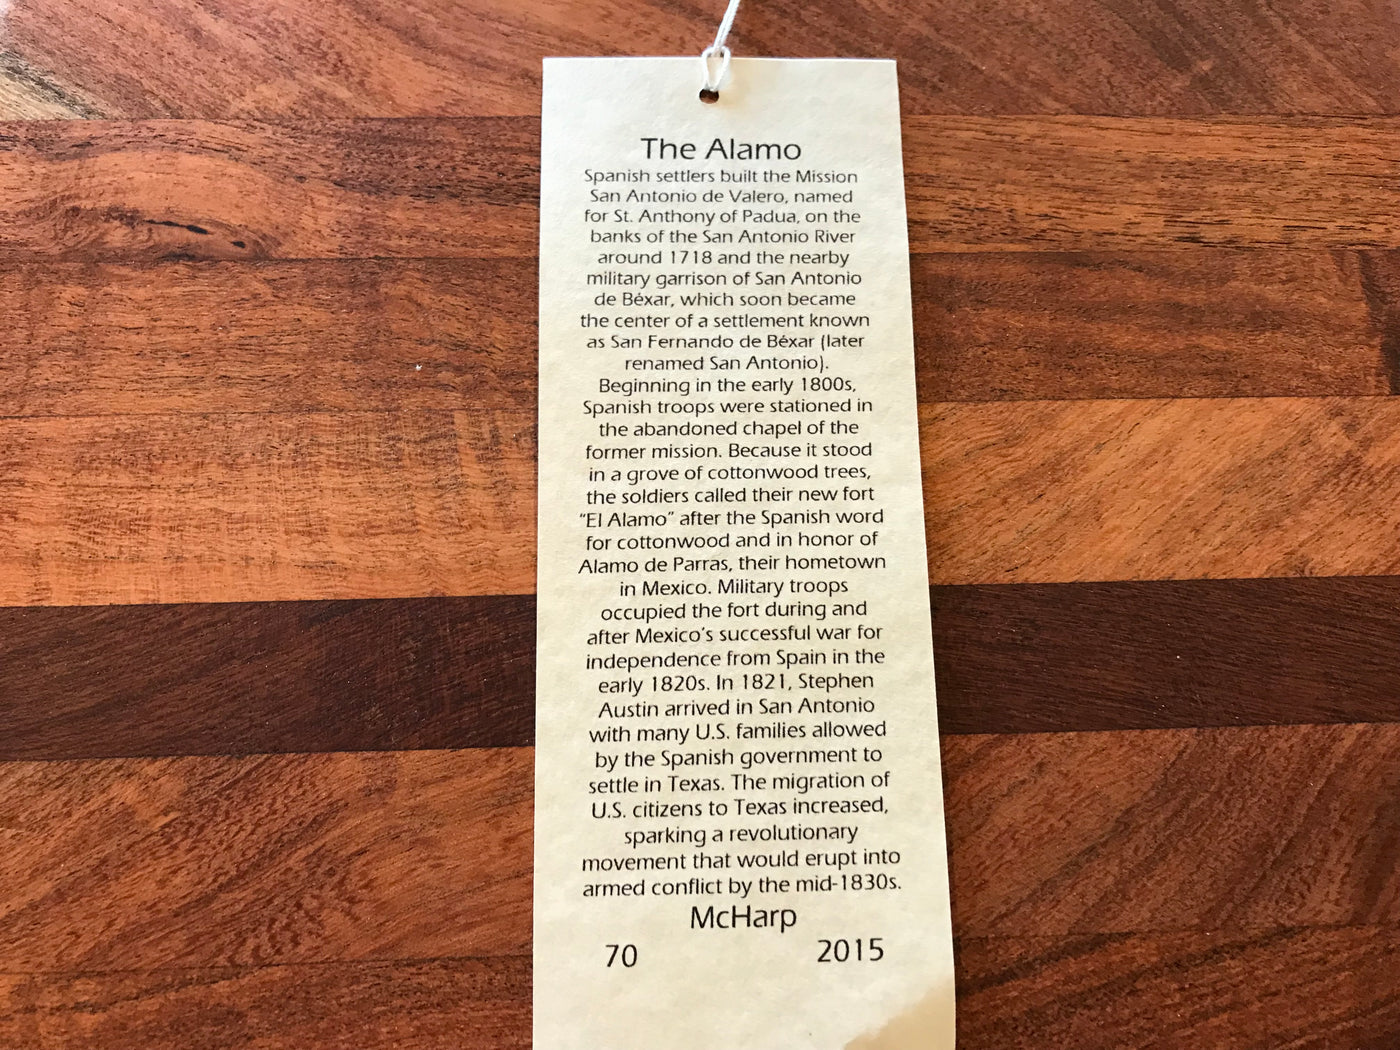 The Alamo
Spanish settlers built the Mission
San Antonio de Valero, named
for St. Anthony of Padua, on the
banks of the San Antonio River
around 1718 and the nearby
military garrison of San Antonio
de Béxar, which soon became
the center of a settlement known
as San Fernando de Béxar (later
renamed San Antonio).
Beginning in the early 1800s,
Spanish troops were stationed in
the abandoned chapel of the
former mission. Because it stood
in a grove of cottonwood trees,
the soldiers called their new fort
“El Alamo” after the Spanish word
for cottonwood and in honor of
Alamo de Parras, their hometown
in Mexico. Military troops
occupied the fort during and
after Mexico's successful war for
independence from Spain in the
early 1820s. In 1821, Stephen
Austin arrived in San Antonio
with many U.S. families allowed
by the Spanish government to
settle in Texas. The migration of
U.S. citizens to Texas increased,
sparking a revolutionary
movement that would erupt into
armed conflict by the mid-1830s.
McHarp
70 2015